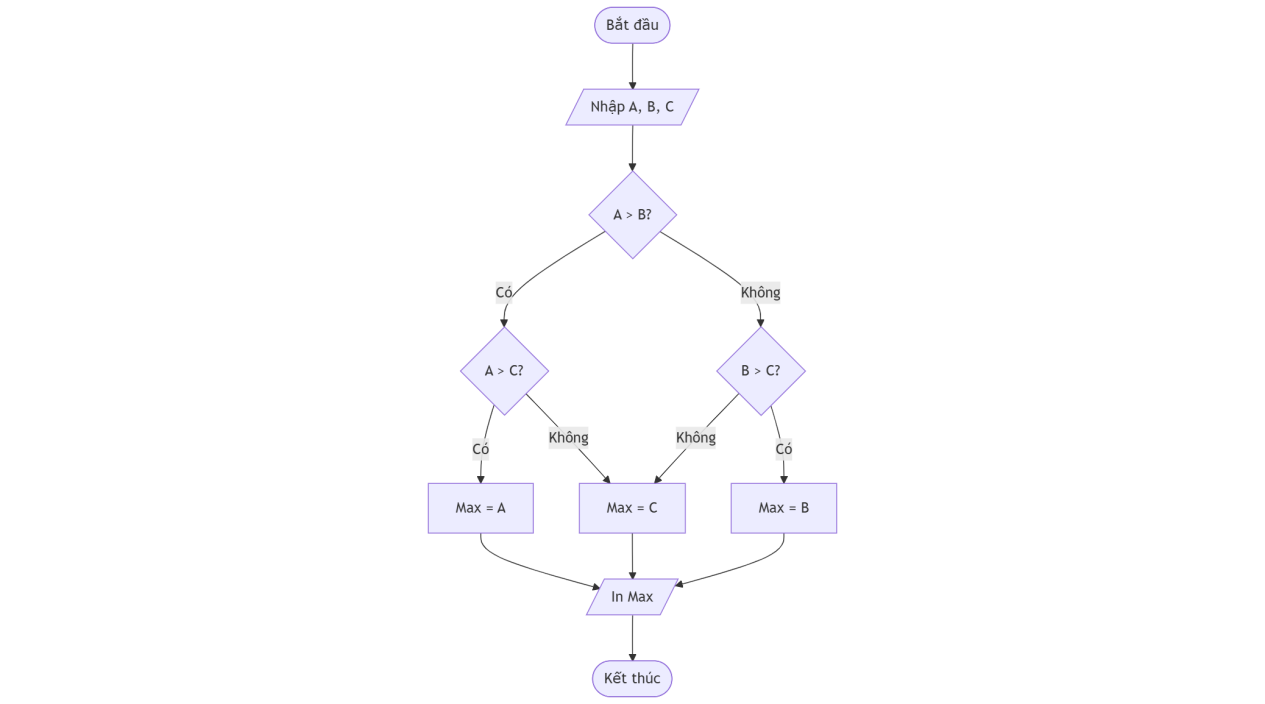 Bắt đầu
Nhập A, B, C
A > B?
Có
Không
A > C?
B > C?
Có
Không
Không
Có
Max = A
Max = C
Max = B
In Max
Kết thúc